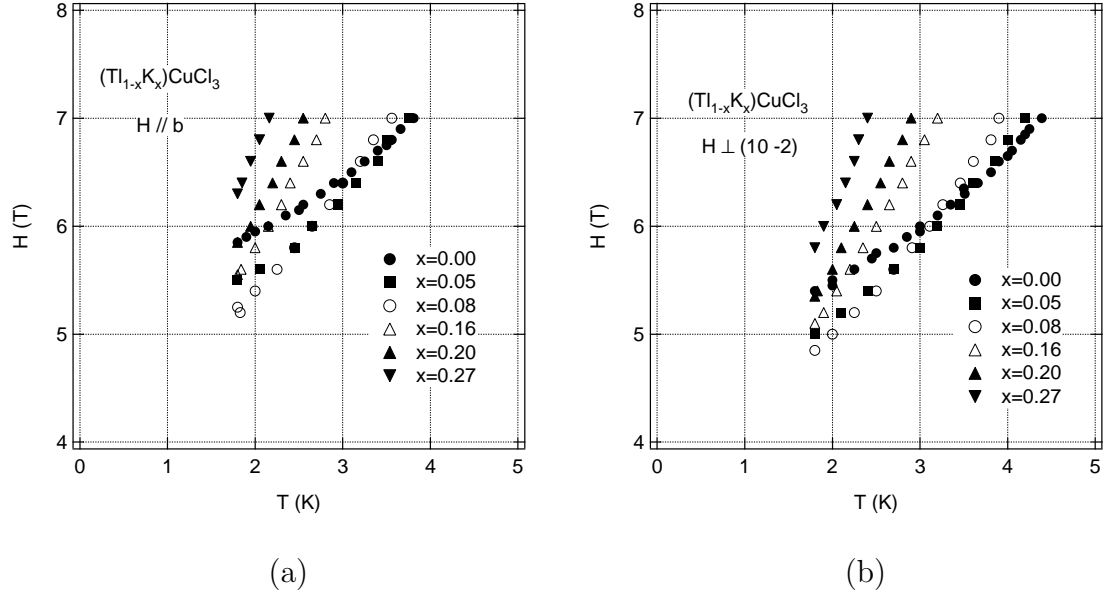 8
7
6
5
4
H (T)
(Tl1-xKx)CuCl3
H // b
x=0.00
x=0.05
x=0.08
x=0.16
x=0.20
x=0.27
0 1 2 3 4 5
T (K)
(a)
8
7
6
5
4
H (T)
(Tl1-xKx)CuCl3
H ⊥ (10 -2)
x=0.00
x=0.05
x=0.08
x=0.16
x=0.20
x=0.27
0 1 2 3 4 5
T (K)
(b)